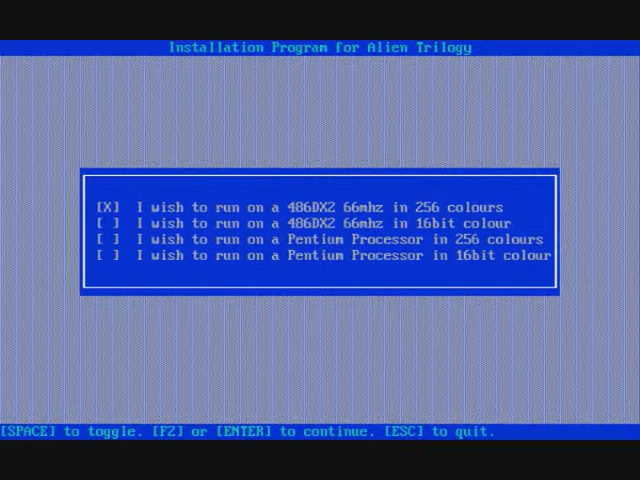 Installation Program for Alien Trilogy
[X] I wish to run on a 486DX2 66mhz in 256 colours
[ ] I wish to run on a 486DX2 66mhz in 16bit colour
[ ] I wish to run on a Pentium Processor in 256 colours
[ ] I wish to run on a Pentium Processor in 16bit colour
[SPACE] to toggle. [F2] or [ENTER] to continue. [ESC] to quit.